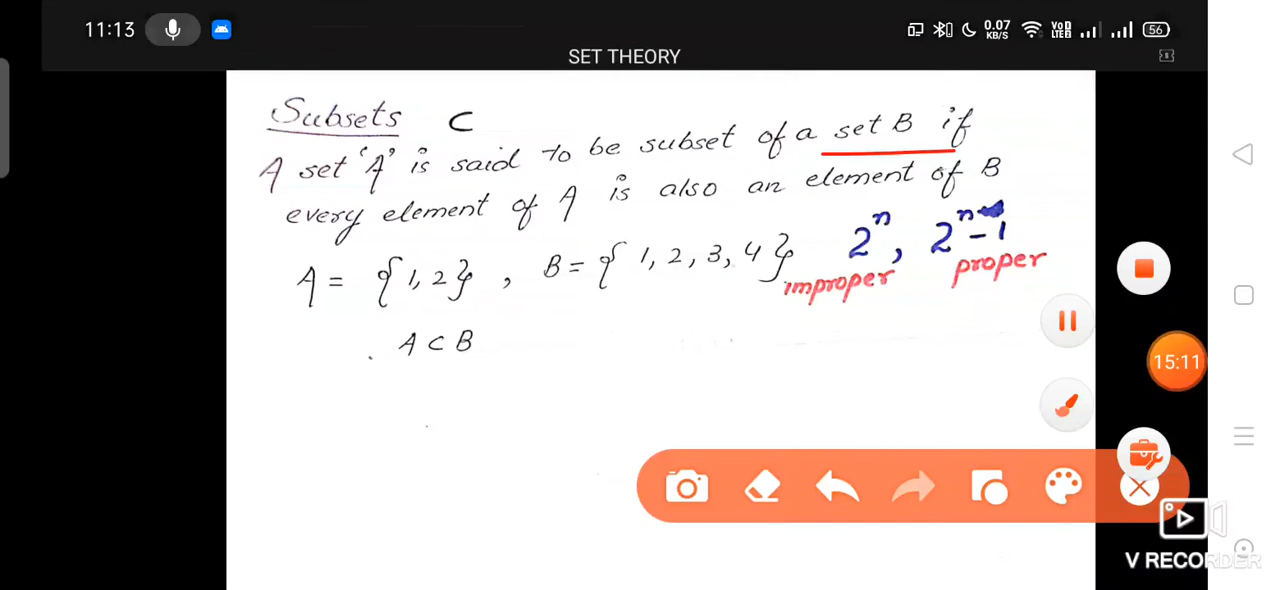 11:13 0.07 KB/S Vo LTE 56
SET THEORY
Subsets ⊂
A set 'A' is said to be subset of a set B if
every element of A is also an element of B
A = {1, 2} , B = { 1, 2, 3, 4 } 2ⁿ, 2ⁿ-1
improper proper
A ⊂ B
15:11
V RECORDER